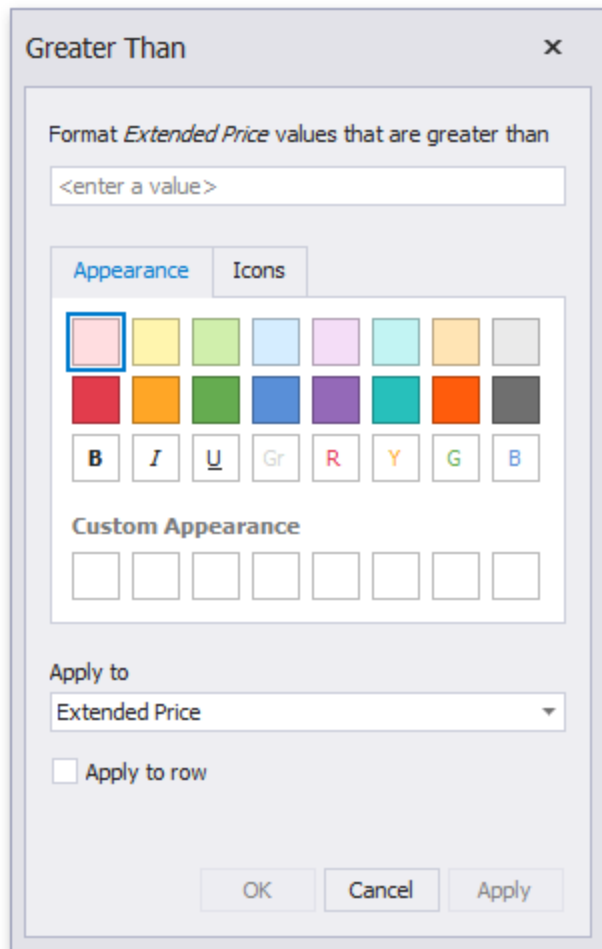 Greater Than
Format Extended Price values that are greater than
<enter a value>
Appearance Icons
B I U Gr R Y G B
Custom Appearance
Apply to
Extended Price
Apply to row
OK Cancel Apply